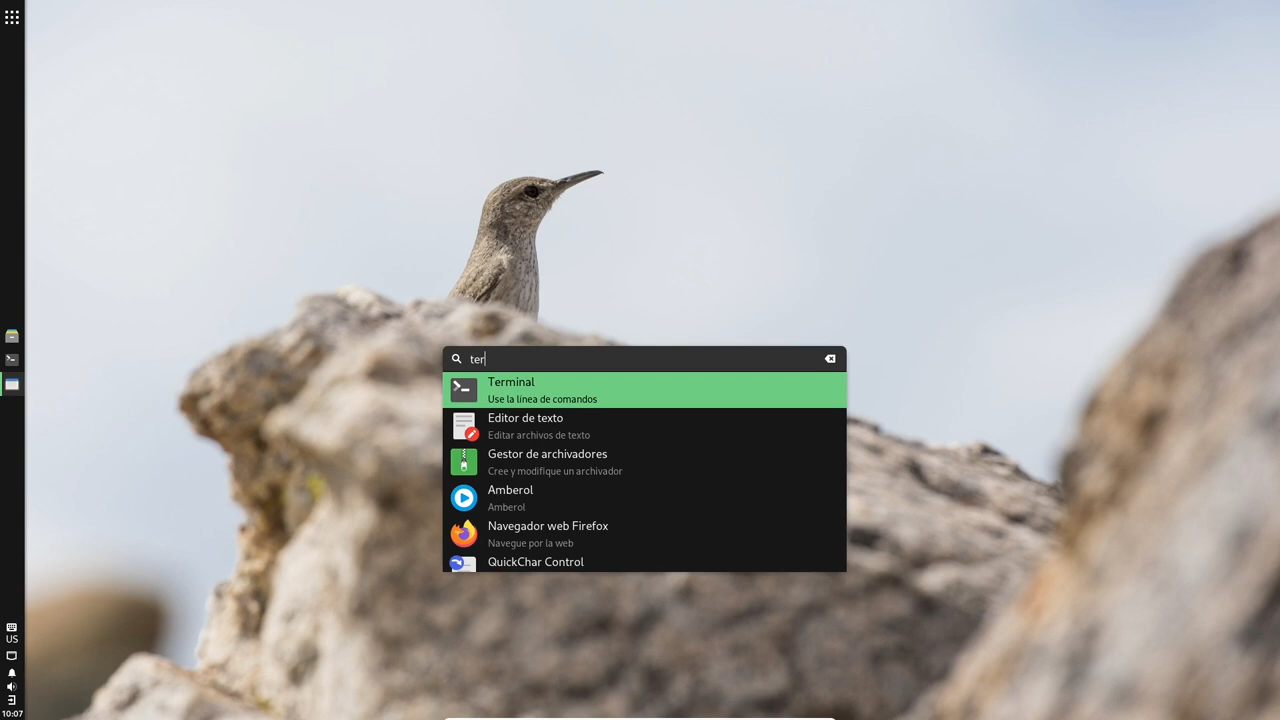 ter
Terminal
Use la línea de comandos
Editor de texto
Editar archivos de texto
Gestor de archivadores
Cree y modifique un archivador
Amberol
Amberol
Navegador web Firefox
Navegue por la web
QuickChar Control
US
10:07